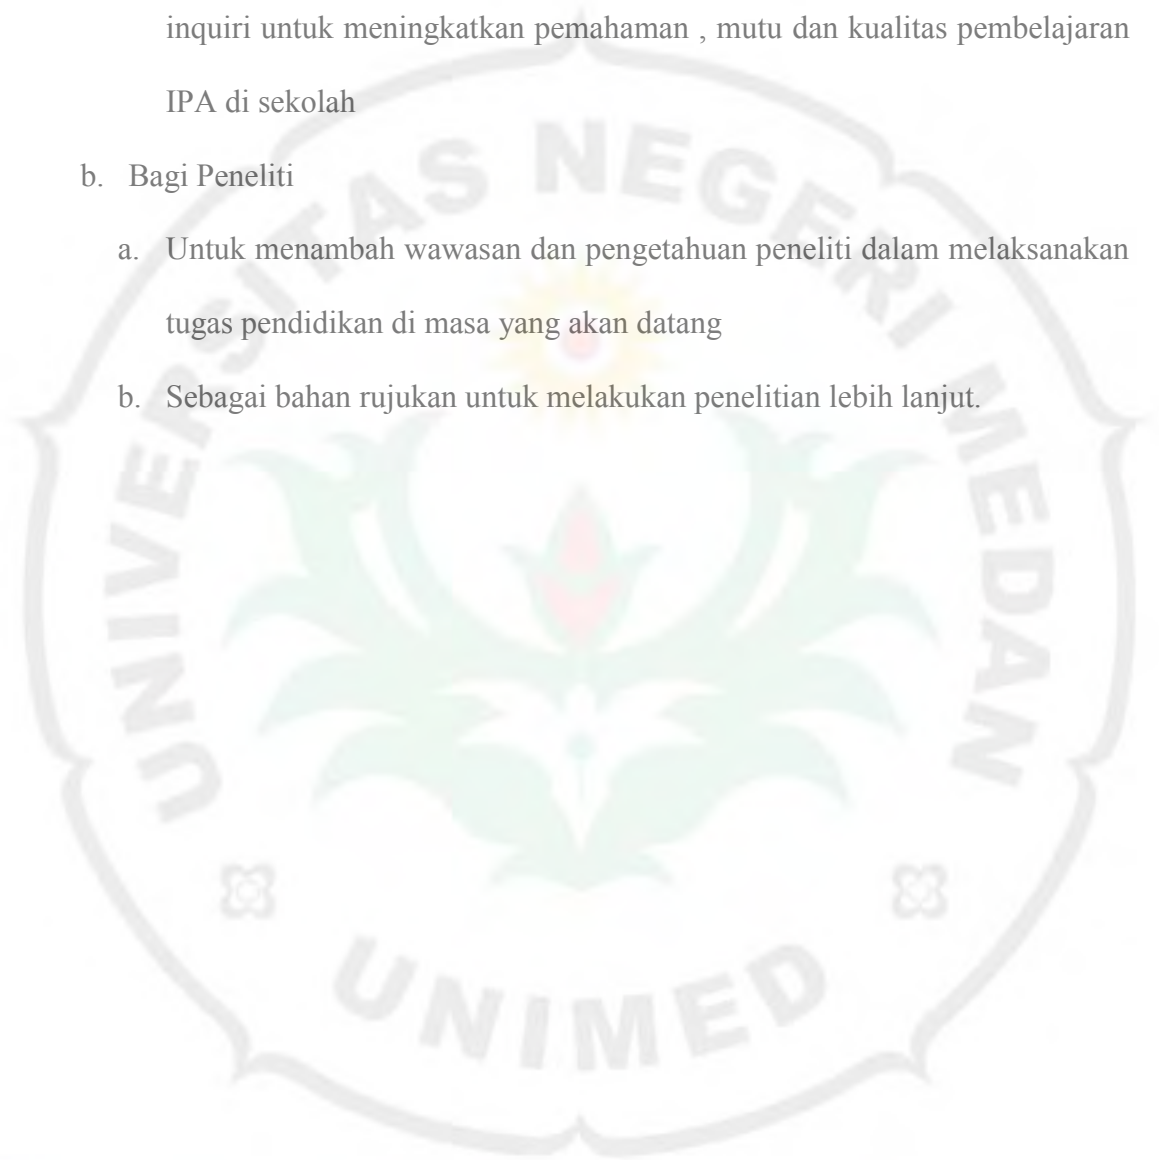 inquiri untuk meningkatkan pemahaman , mutu dan kualitas pembelajaran
IPA di sekolah
b. Bagi Peneliti
a. Untuk menambah wawasan dan pengetahuan peneliti dalam melaksanakan
tugas pendidikan di masa yang akan datang
b. Sebagai bahan rujukan untuk melakukan penelitian lebih lanjut.
UNIVERSITAS NEGERI MEDAN
UNIMED